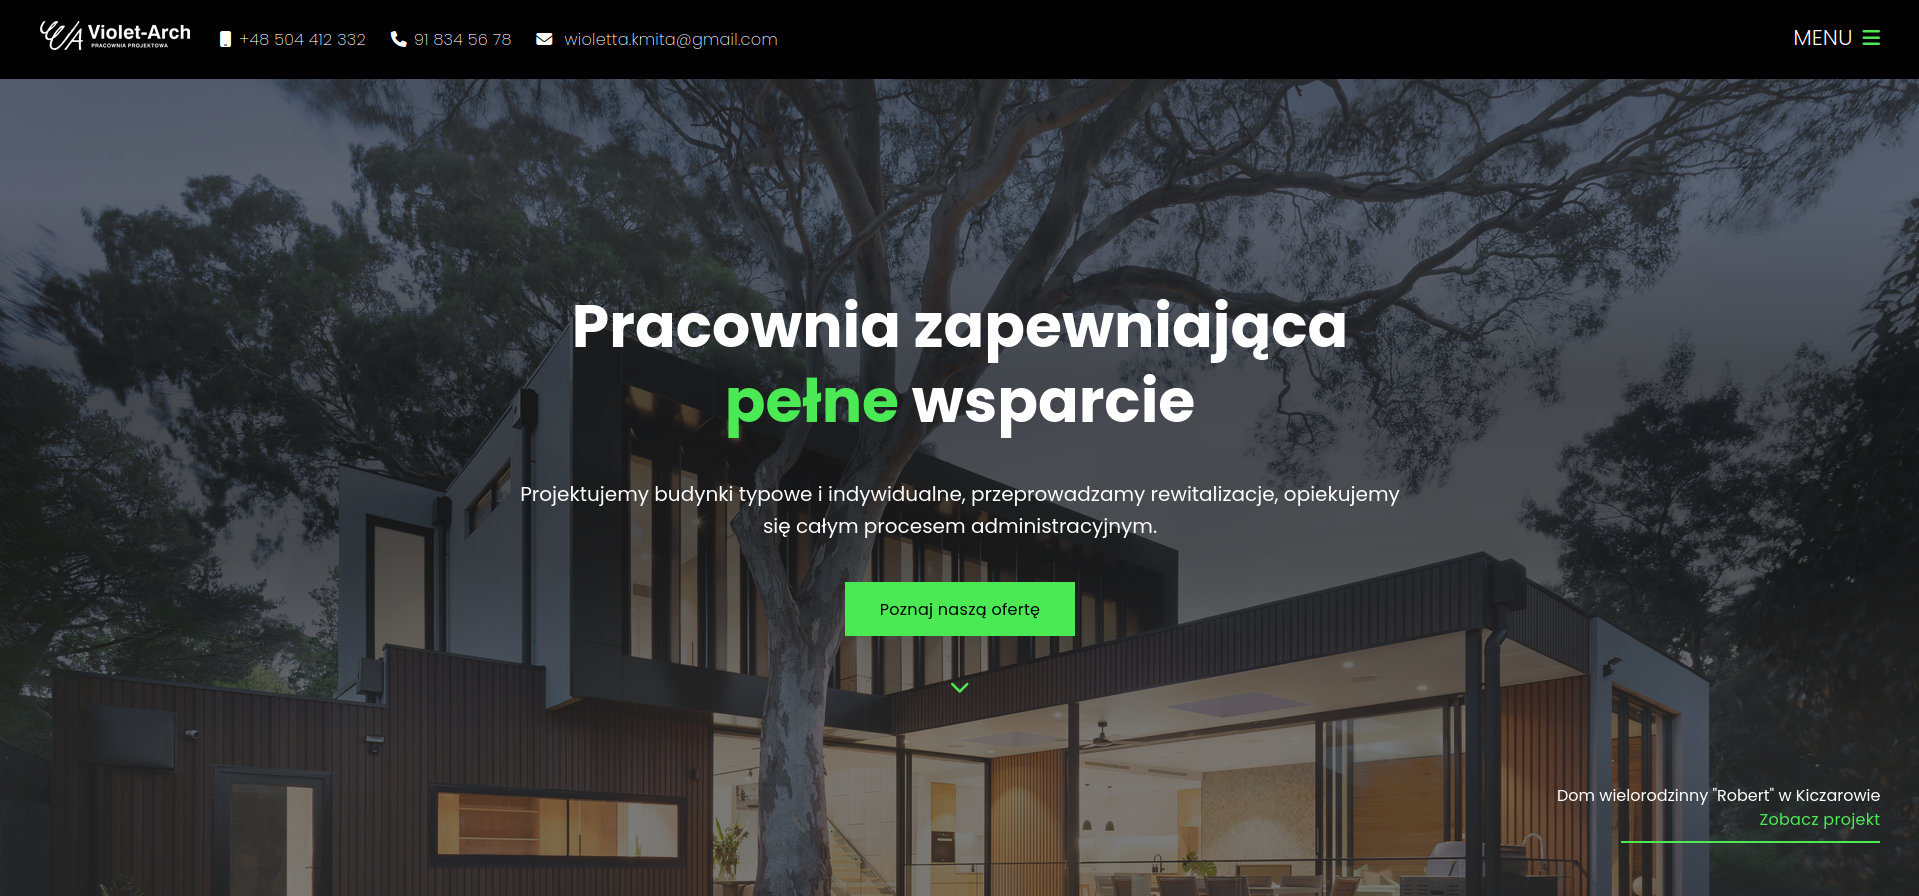 Violet-Arch
PRACOWNIA PROJEKTOWA
+48 504 412 332
91 834 56 78
wioletta.kmita@gmail.com
MENU
Pracownia zapewniająca
pełne wsparcie
Projektujemy budynki typowe i indywidualne, przeprowadzamy rewitalizacje, opiekujemy
się całym procesem administracyjnym.
Poznaj naszą ofertę
Dom wielorodzinny "Robert" w Kiczarowie
Zobacz projekt